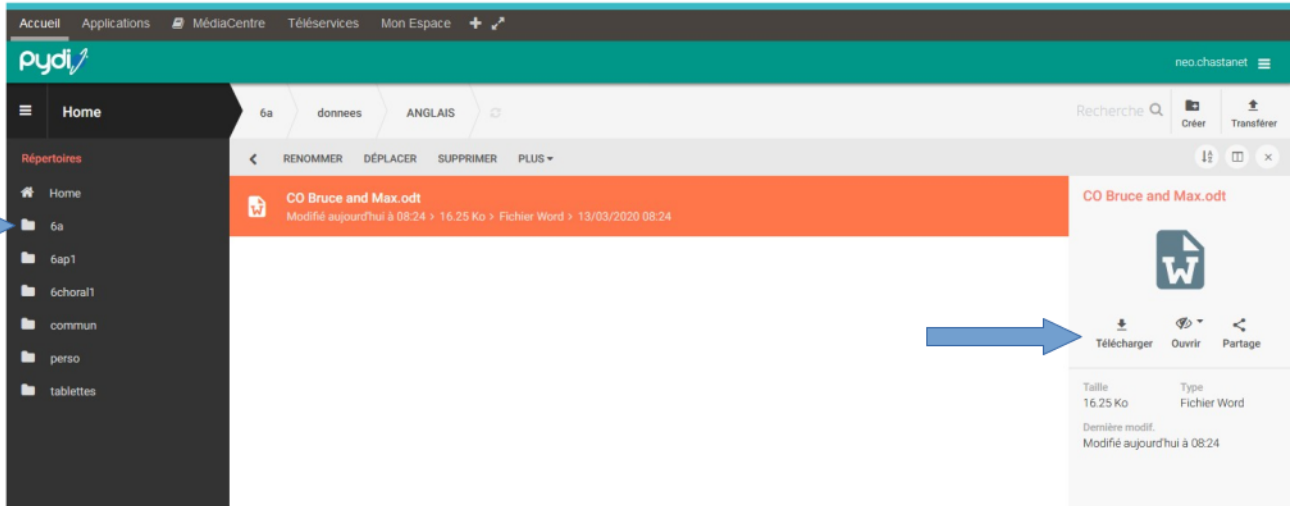 Accueil Applications MédiaCentre Téléservices Mon Espace
pydi
neo.chastanet
Home
6a donnees ANGLAIS
Recherche
Créer
Transférer
Répertoires
RENOMMER DÉPLACER SUPPRIMER PLUS
Home
6a
6ap1
6choral1
commun
perso
tablettes
CO Bruce and Max.odt
Modifié aujourd'hui à 08:24 > 16.25 Ko > Fichier Word > 13/03/2020 08:24
CO Bruce and Max.odt
W
Télécharger Ouvrir Partage
Taille Type
16.25 Ko Fichier Word
Dernière modif.
Modifié aujourd'hui à 08:24